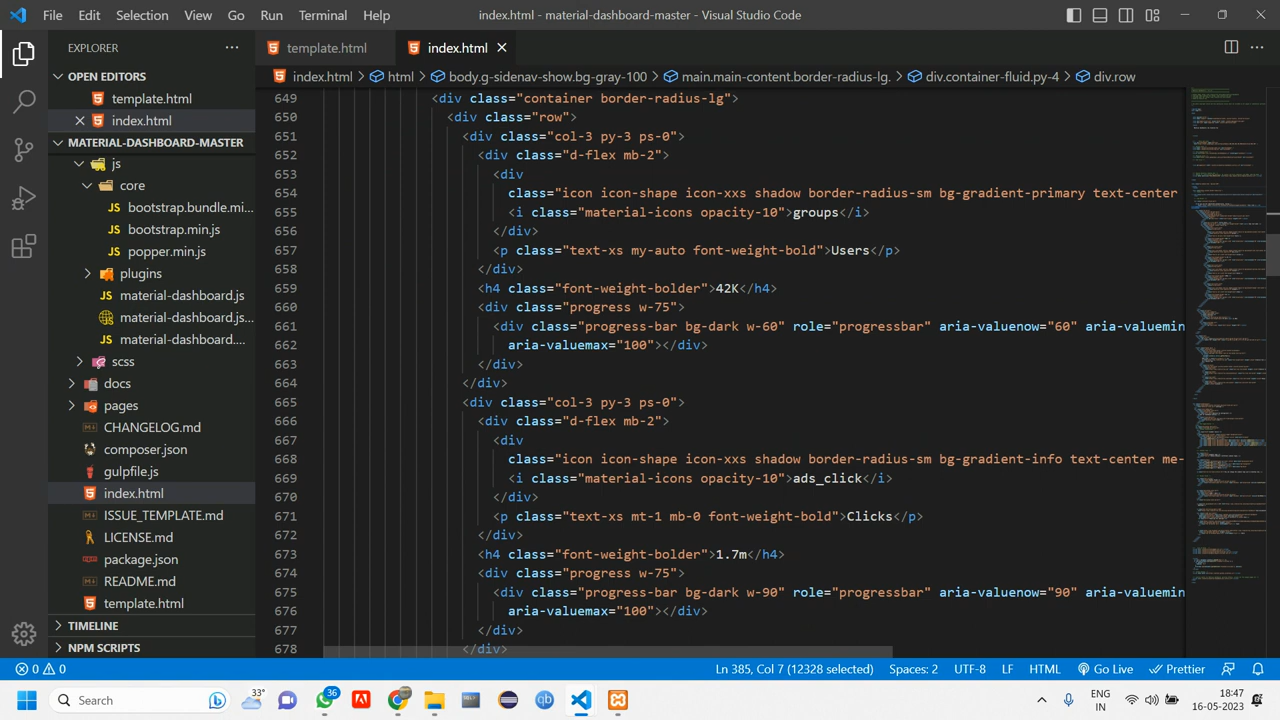 File Edit Selection View Go Run Terminal Help
index.html - material-dashboard-master - Visual Studio Code
EXPLORER
OPEN EDITORS
template.html
index.html
MATERIAL-DASHBOARD-MASTER
js
core
bootstrap.bundle.mi...
bootstrap.min.js
popper.min.js
plugins
material-dashboard.js
material-dashboard.js...
material-dashboard....
scss
docs
pages
CHANGELOG.md
composer.json
gulpfile.js
index.html
ISSUE_TEMPLATE.md
LICENSE.md
package.json
README.md
template.html
TIMELINE
NPM SCRIPTS
template.html
index.html
index.html > html > body.g-sidenav-show.bg-gray-100 > main.main-content.border-radius-lg. > div.container-fluid.py-4 > div.row
649 <div class="container border-radius-lg">
650 <div class="row">
651 <div class="col-3 py-3 ps-0">
652 <div class="d-flex mb-2">
653 <div
654 class="icon icon-shape icon-xxs shadow border-radius-sm bg-gradient-primary text-center
655 <i class="material-icons opacity-10">groups</i>
656 </div>
657 <p class="text-xs my-auto font-weight-bold">Users</p>
658 </div>
659 <h4 class="font-weight-bolder">42K</h4>
660 <div class="progress w-75">
661 <div class="progress-bar bg-dark w-60" role="progressbar" aria-valuenow="60" aria-valuemin
662 aria-valuemax="100"></div>
663 </div>
664 </div>
665 <div class="col-3 py-3 ps-0">
666 <div class="d-flex mb-2">
667 <div
668 class="icon icon-shape icon-xxs shadow border-radius-sm bg-gradient-info text-center me-
669 <i class="material-icons opacity-10">ads_click</i>
670 </div>
671 <p class="text-xs mt-1 mb-0 font-weight-bold">Clicks</p>
672 </div>
673 <h4 class="font-weight-bolder">1.7m</h4>
674 <div class="progress w-75">
675 <div class="progress-bar bg-dark w-90" role="progressbar" aria-valuenow="90" aria-valuemin
676 aria-valuemax="100"></div>
677 </div>
678 </div>
0 0 Ln 385, Col 7 (12328 selected) Spaces: 2 UTF-8 LF HTML Go Live Prettier
Search 33° 36 qb ENG IN 18:47 16-05-2023